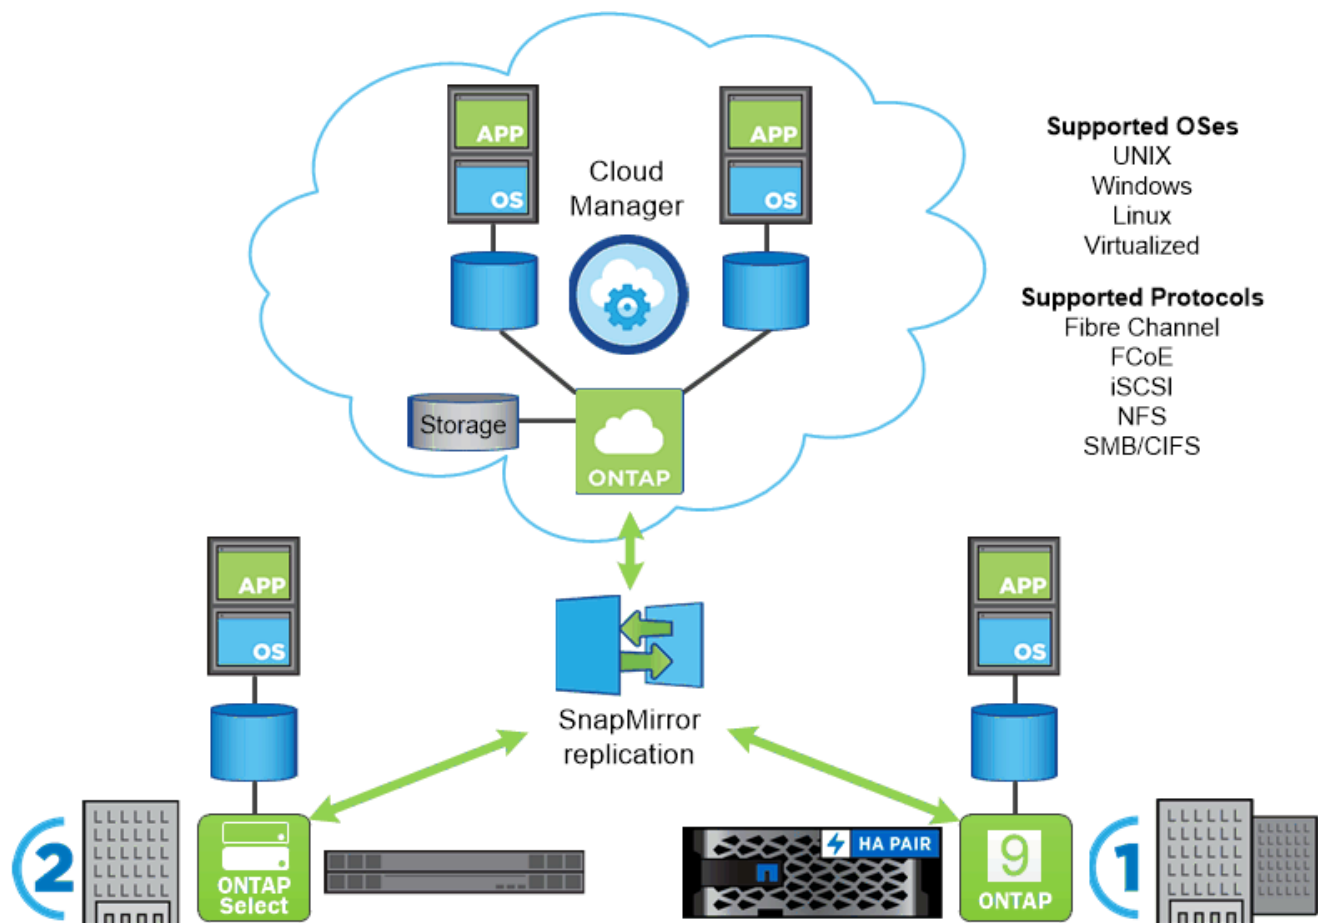 APP
OS
Cloud
Manager
APP
OS
Supported OSes
UNIX
Windows
Linux
Virtualized
Supported Protocols
Fibre Channel
FCoE
iSCSI
NFS
SMB/CIFS
Storage
ONTAP
APP
OS
SnapMirror
replication
APP
OS
2
ONTAP
Select
HA PAIR
9
ONTAP
1